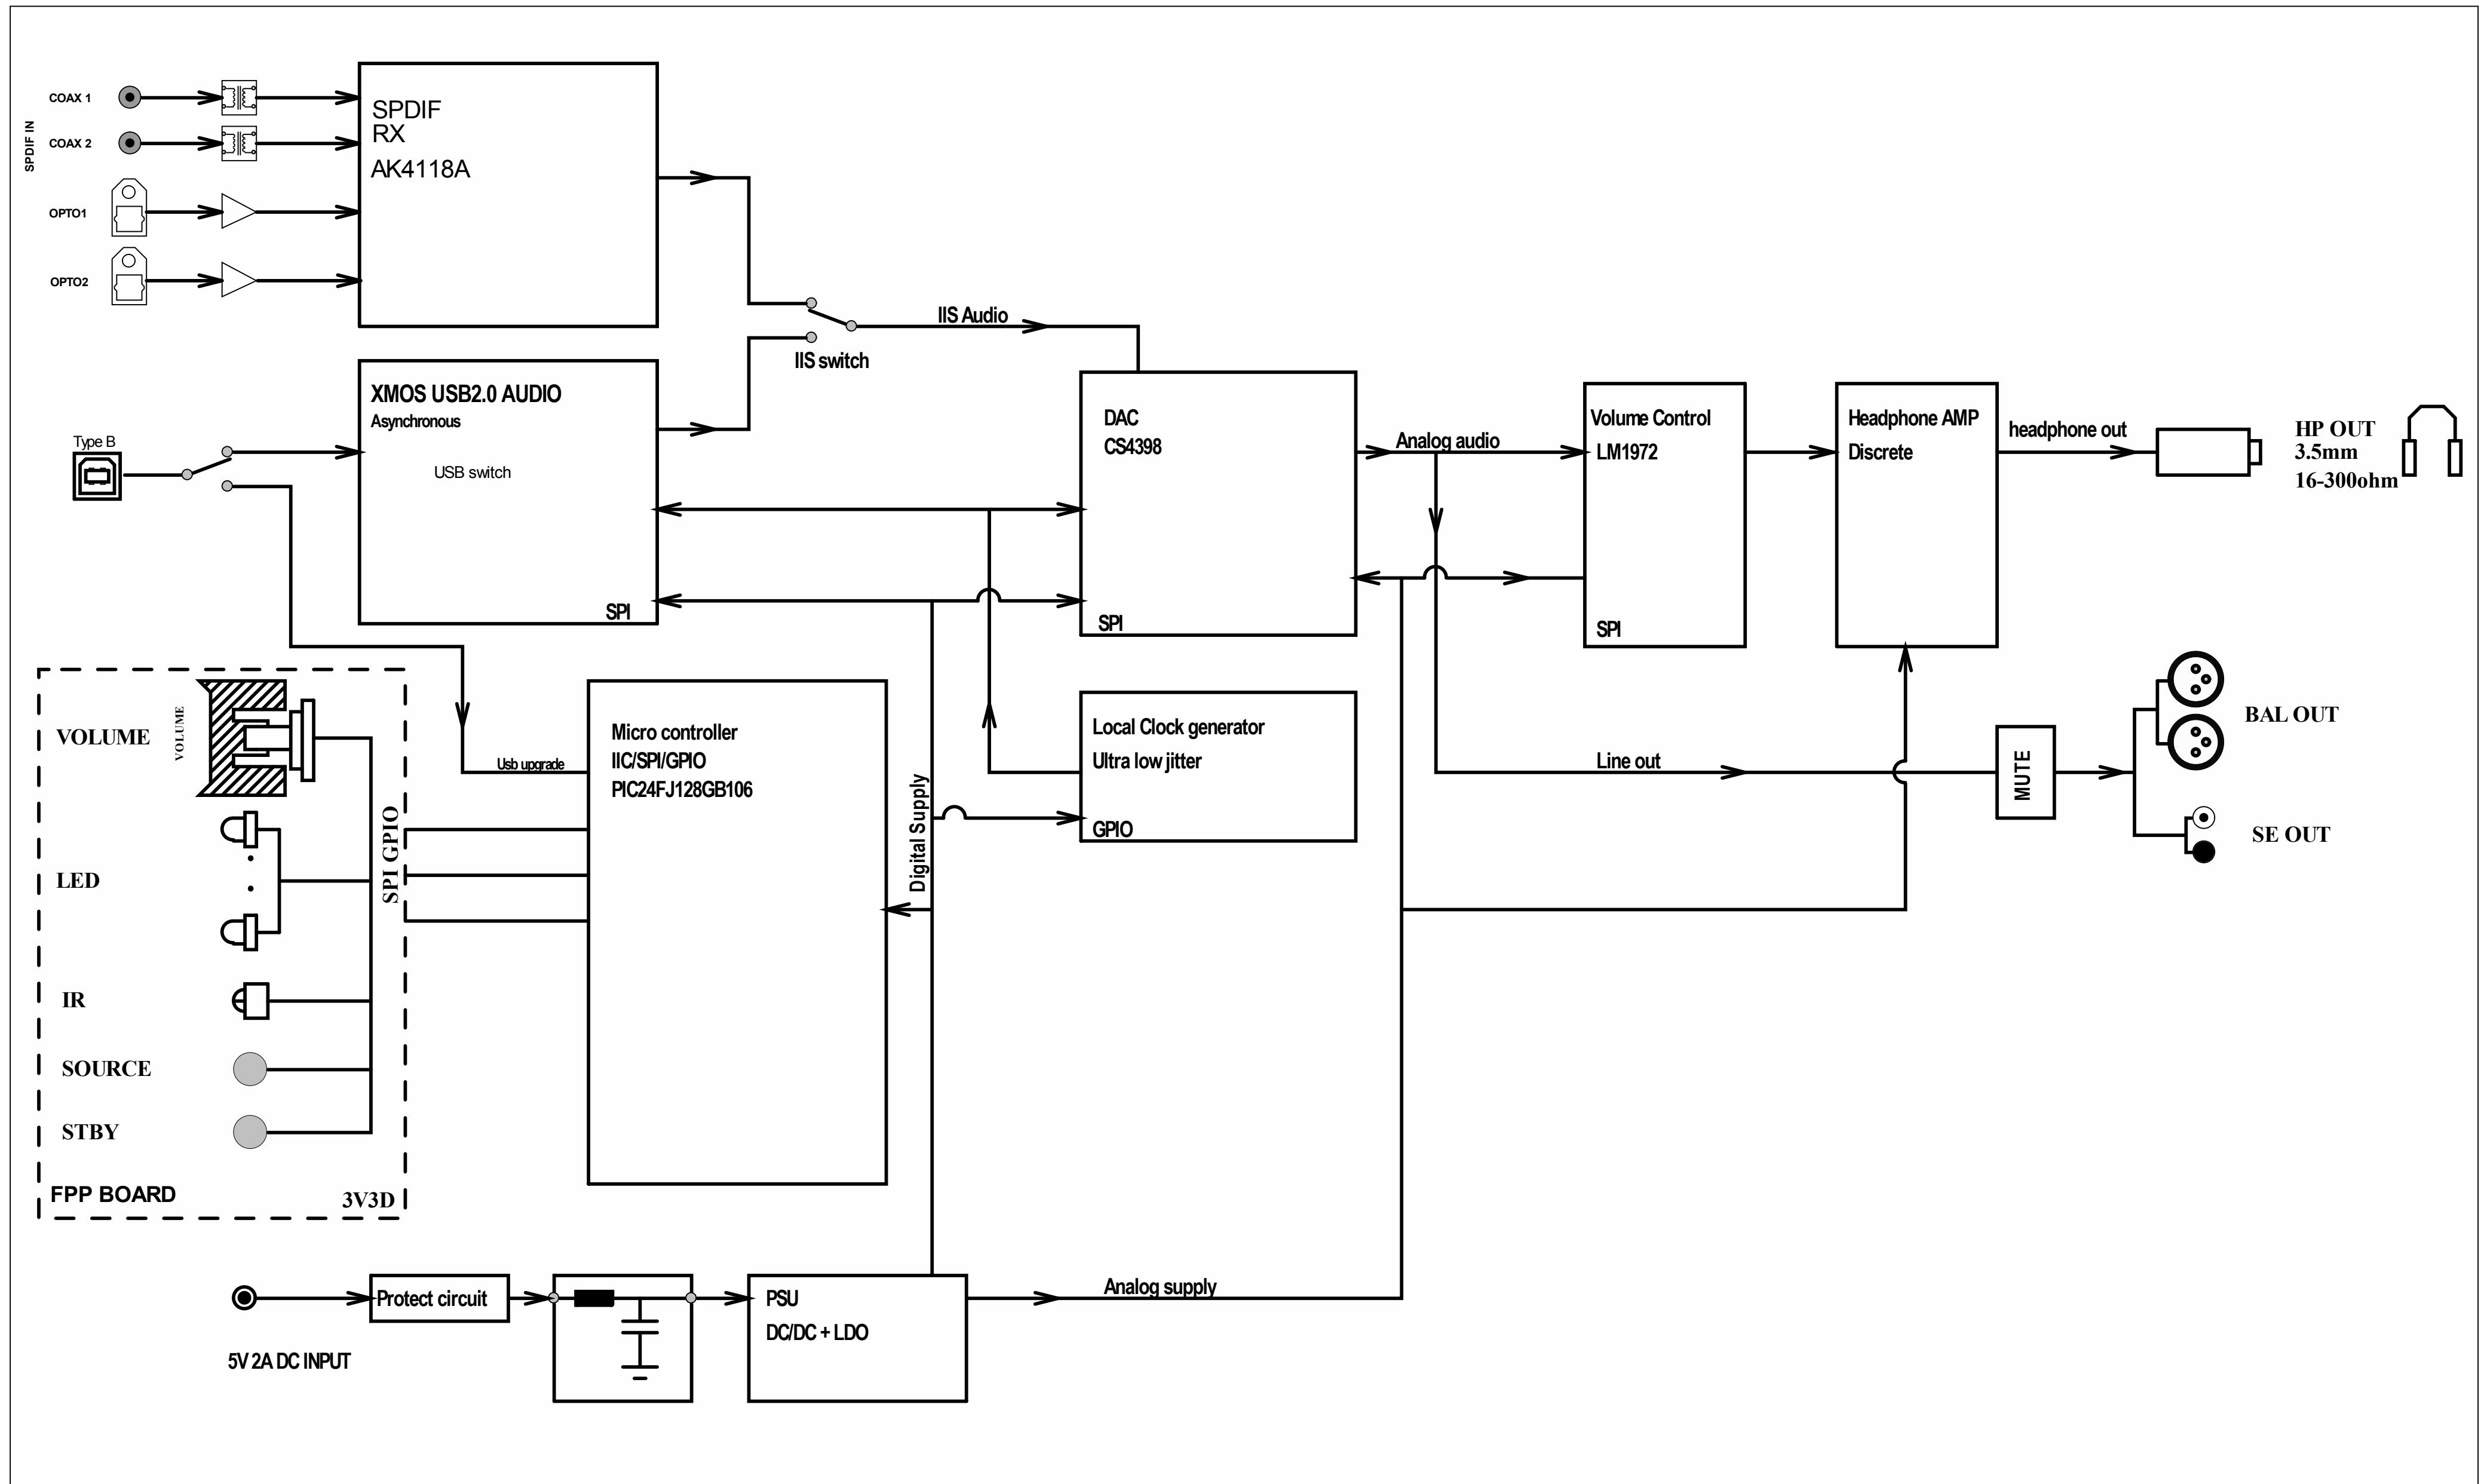 SPDIF IN
COAX 1
COAX 2
OPTO1
OPTO2
SPDIF
RX
AK4118A
IIS Audio
IIS switch
XMOS USB2.0 AUDIO
Asynchronous
USB switch
SPI
Type B
DAC
CS4398
SPI
Analog audio
Volume Control
LM1972
SPI
Headphone AMP
Discrete
headphone out
HP OUT
3.5mm
16-300ohm
VOLUME
VOLUME
LED
IR
SOURCE
STBY
FPP BOARD
3V3D
SPI GPIO
Usb upgrade
Micro controller
IIC/SPI/GPIO
PIC24FJ128GB106
Digital Supply
Local Clock generator
Ultra low jitter
GPIO
Line out
MUTE
BAL OUT
SE OUT
5V 2A DC INPUT
Protect circuit
PSU
DC/DC + LDO
Analog supply